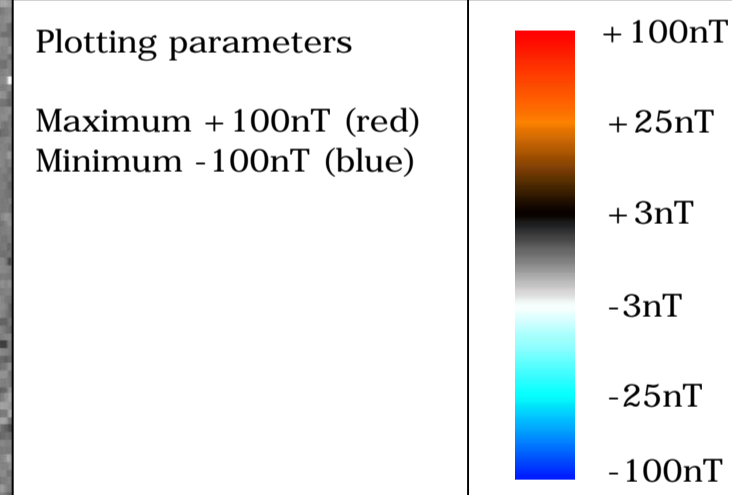 Plotting parameters
Maximum +100nT (red)
Minimum -100nT (blue)
+100nT
+25nT
+3nT
-3nT
-25nT
-100nT